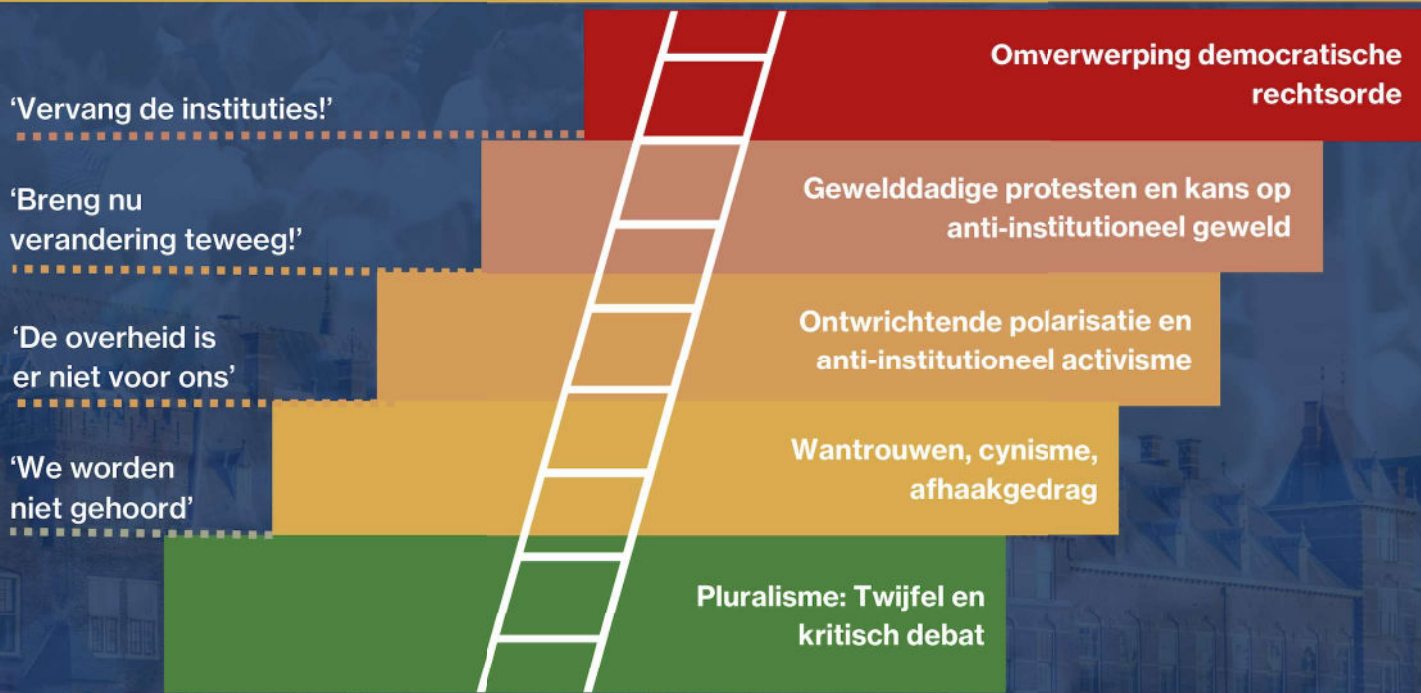 Omverwerping democratische
rechtsorde
‘Vervang de instituties!’
Gewelddadige protesten en kans op
anti-institutioneel geweld
‘Breng nu
verandering teweeg!’
Ontwrichtende polarisatie en
anti-institutioneel activisme
‘De overheid is
er niet voor ons’
Wantrouwen, cynisme,
afhaakgedrag
‘We worden
niet gehoord’
Pluralisme: Twijfel en
kritisch debat